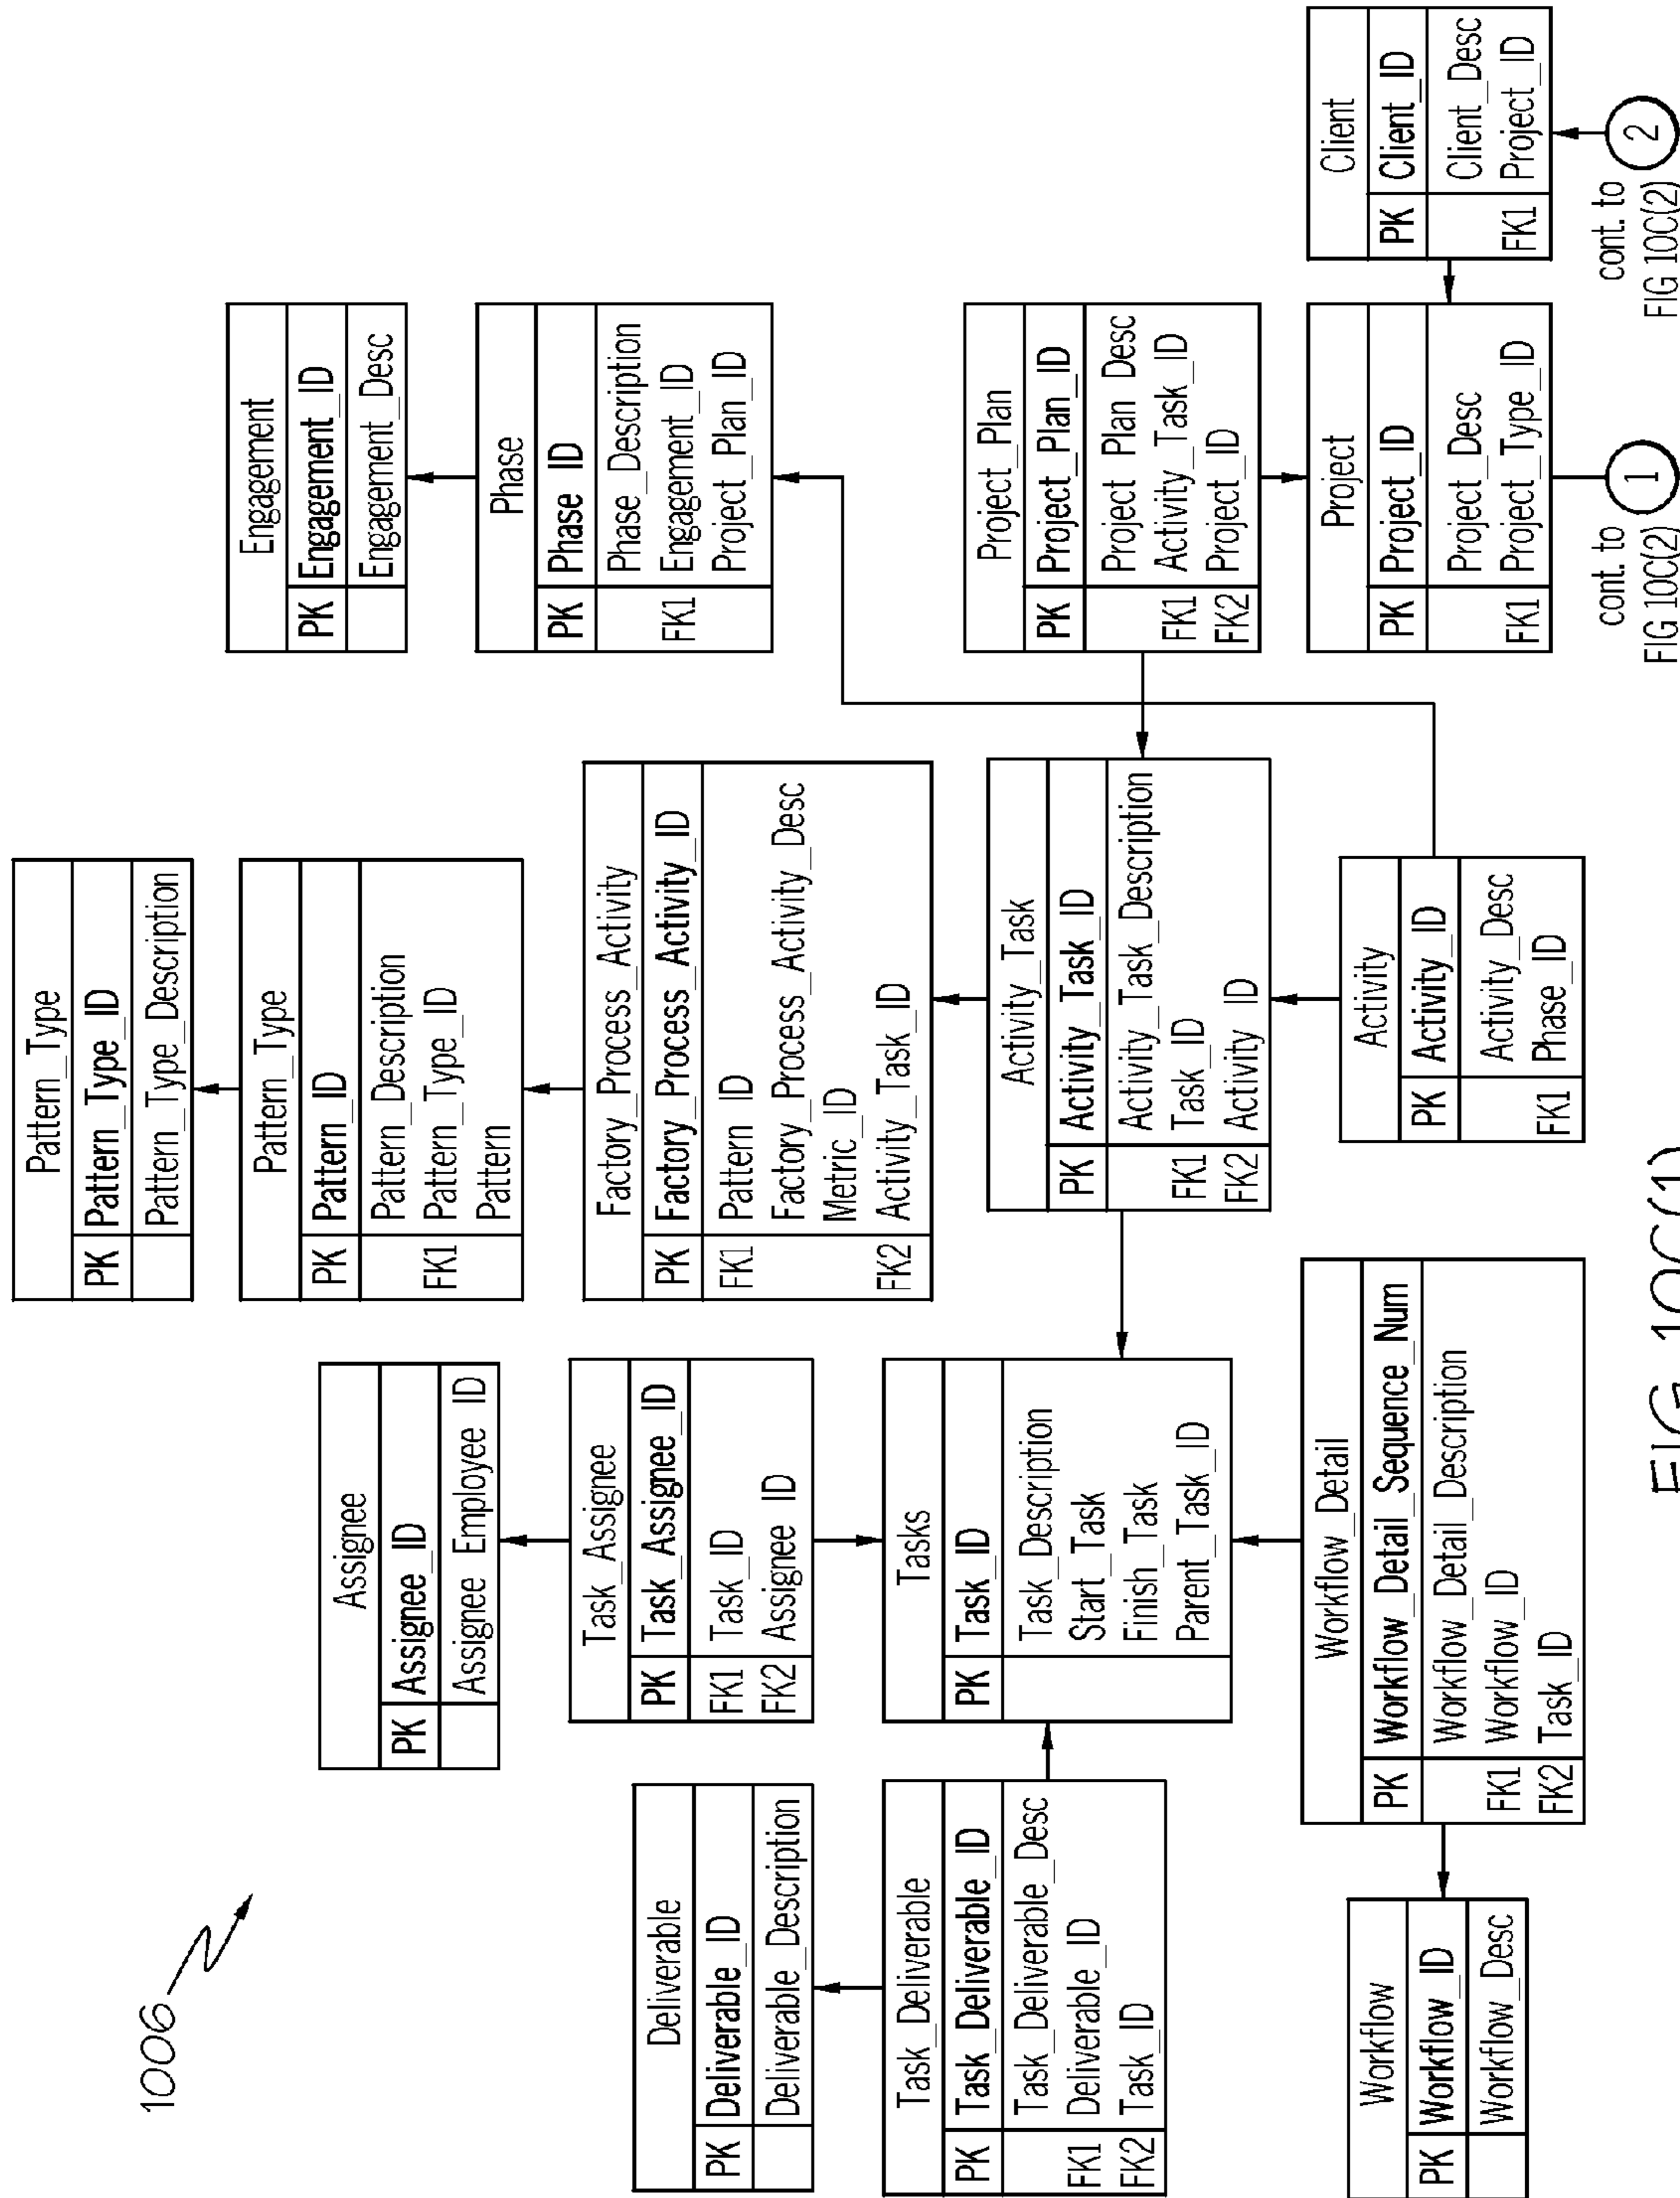 1006
Pattern_Type
PK Pattern_Type_ID
Pattern_Type_Description
Pattern_Type
PK Pattern_ID
Pattern_Description
FK1 Pattern_Type_ID
Pattern
Engagement
PK Engagement_ID
Engagement_Desc
Assignee
PK Assignee_ID
Assignee_Employee_ID
Phase
PK Phase_ID
Phase_Description
FK1 Engagement_ID
Project_Plan_ID
Task_Assignee
PK Task_Assignee_ID
FK1 Task_ID
FK2 Assignee_ID
Factory_Process_Activity
PK Factory_Process_Activity_ID
FK1 Pattern_ID
Factory_Process_Activity_Desc
Metric_ID
FK2 Activity_Task_ID
Deliverable
PK Deliverable_ID
Deliverable_Description
Task_Deliverable
PK Task_Deliverable_ID
Task_Deliverable_Desc
FK1 Deliverable_ID
FK2 Task_ID
Tasks
PK Task_ID
Task_Description
Start_Task
Finish_Task
Parent_Task_ID
Activity_Task
PK Activity_Task_ID
Activity_Task_Description
FK1 Task_ID
FK2 Activity_ID
Project_Plan
PK Project_Plan_ID
Project_Plan_Desc
FK1 Activity_Task_ID
FK2 Project_ID
Workflow
PK Workflow_ID
Workflow_Desc
Workflow_Detail
PK Workflow_Detail_Sequence_Num
Workflow_Detail_Description
FK1 Workflow_ID
FK2 Task_ID
Activity
PK Activity_ID
Activity_Desc
FK1 Phase_ID
Project
PK Project_ID
Project_Desc
FK1 Project_Type_ID
Client
PK Client_ID
Client_Desc
FK1 Project_ID
cont. to
FIG 10C(2)
1
cont. to
FIG 10C(2)
2
FIG. 10C(1)